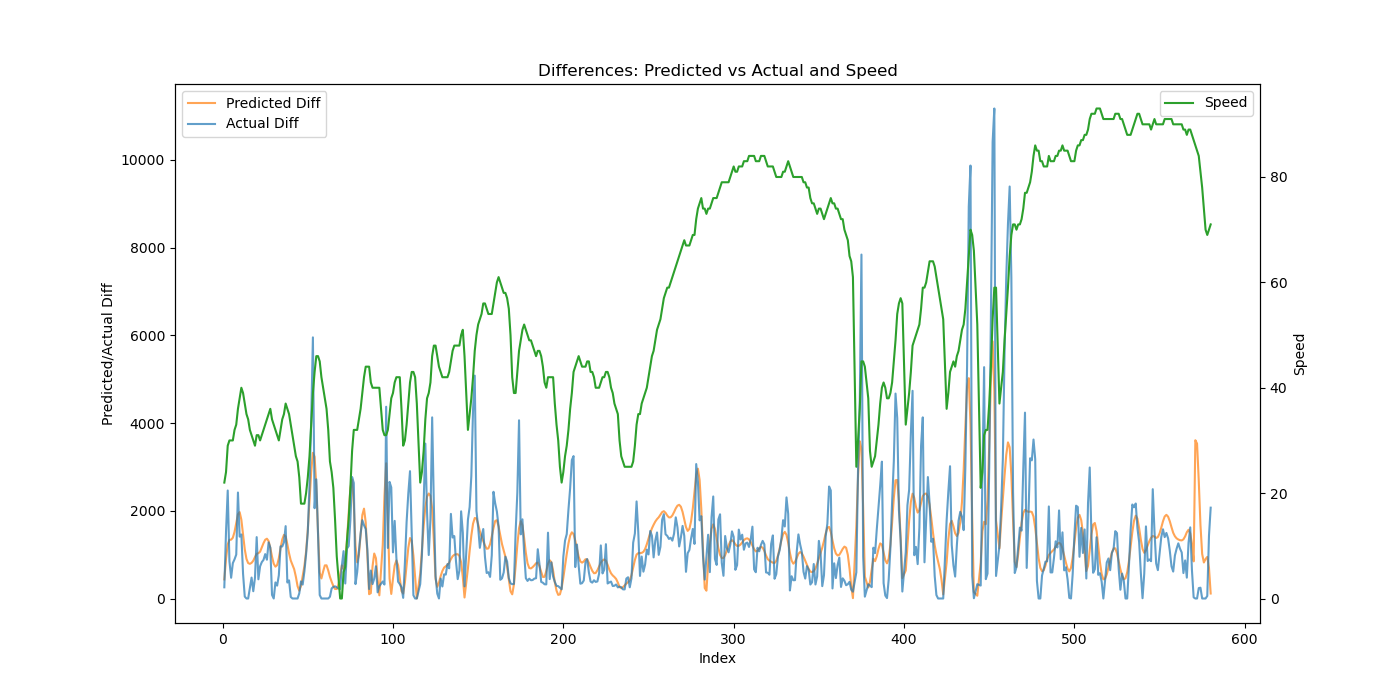 Differences: Predicted vs Actual and Speed
Predicted Diff
Actual Diff
Speed
10000
8000
6000
4000
2000
0
Predicted/Actual Diff
80
60
40
20
0
Speed
0 100 200 300 400 500 600
Index